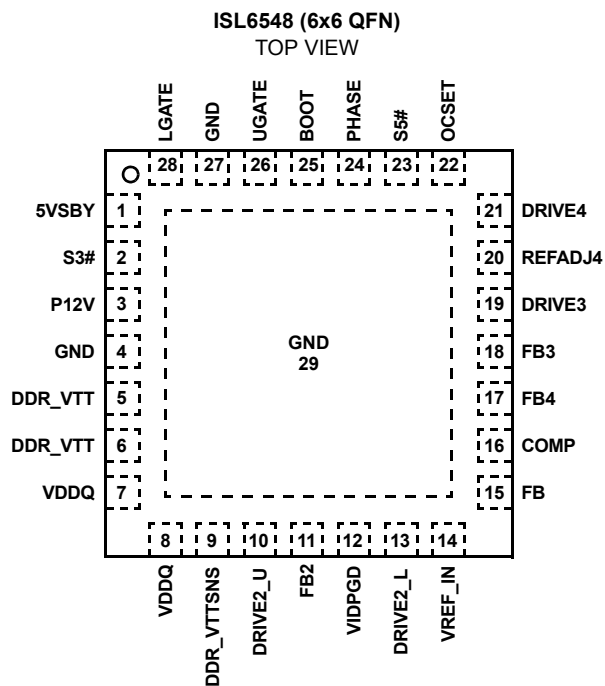 ISL6548 (6x6 QFN)
TOP VIEW
LGATE
GND
UGATE
BOOT
PHASE
S5#
OCSET
28 27 26 25 24 23 22
5VSBY 1
S3# 2
P12V 3
GND 4
DDR_VTT 5
DDR_VTT 6
VDDQ 7
GND
29
21 DRIVE4
20 REFADJ4
19 DRIVE3
18 FB3
17 FB4
16 COMP
15 FB
8 9 10 11 12 13 14
VDDQ
DDR_VTTSNS
DRIVE2_U
FB2
VIDPGD
DRIVE2_L
VREF_IN